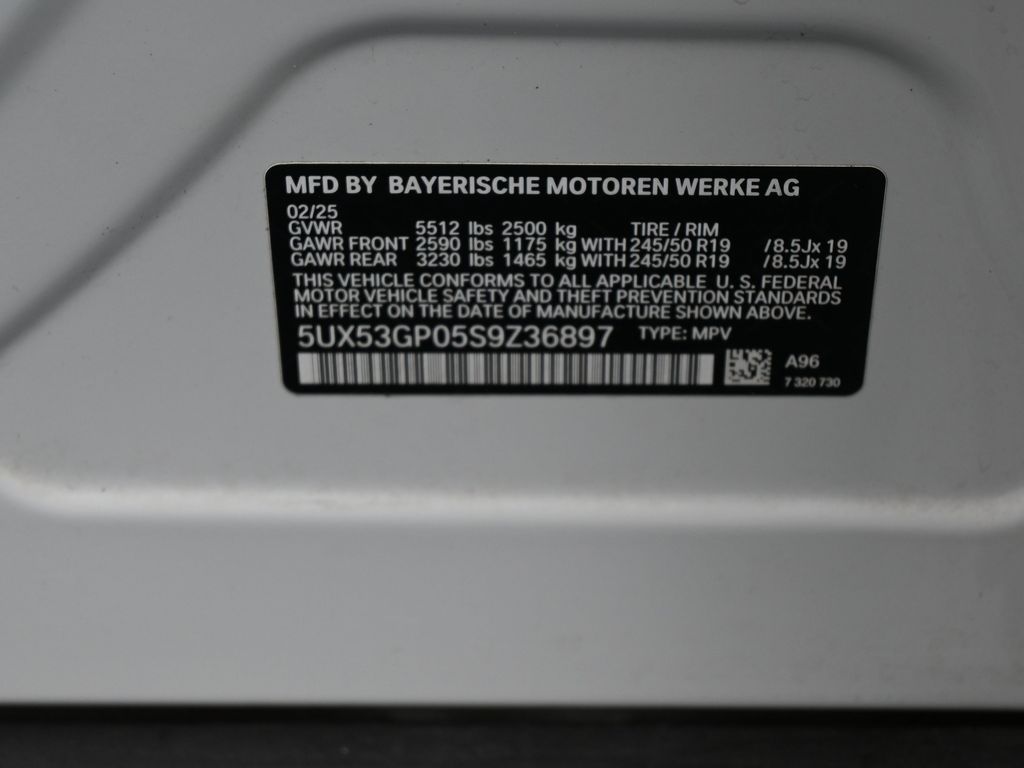 MFD BY BAYERISCHE MOTOREN WERKE AG
02/25
GVWR 5512 lbs 2500 kg TIRE / RIM
GAWR FRONT 2590 lbs 1175 kg WITH 245/50 R19 /8.5Jx 19
GAWR REAR 3230 lbs 1465 kg WITH 245/50 R19 /8.5Jx 19
THIS VEHICLE CONFORMS TO ALL APPLICABLE U. S. FEDERAL
MOTOR VEHICLE SAFETY AND THEFT PREVENTION STANDARDS
IN EFFECT ON THE DATE OF MANUFACTURE SHOWN ABOVE.
5UX53GP05S9Z36897 TYPE: MPV
A96
7 320 730